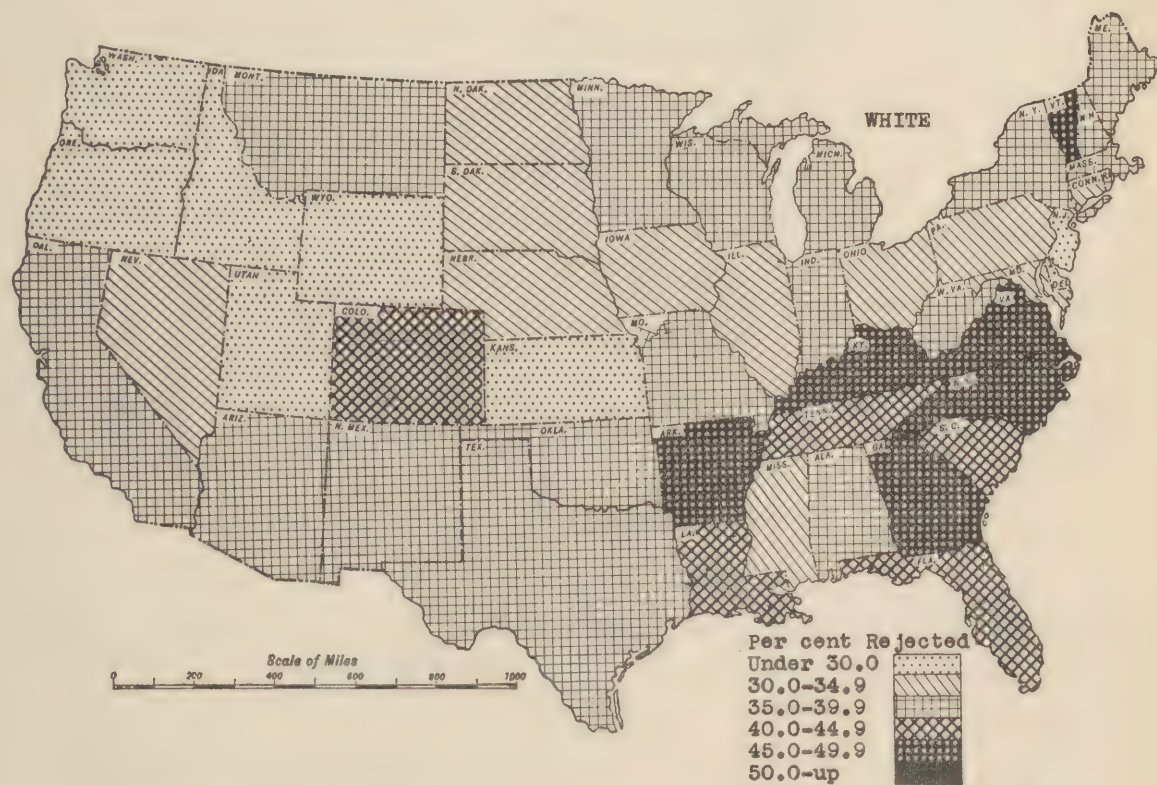 WASH.
IDA
MONT.
N. DAK.
MINN.
ME.
WHITE
N. Y.
VT.
N.H.
ORE.
S. DAK.
WIS.
MICH.
MASS.
CONN.
WYO.
IOWA
PA.
N.J.
CAL.
NEV.
UTAH
NEBR.
ILL.
IND.
OHIO
MD.
DEL
W. VA.
VA
COLO.
KANS.
MO.
KY.
ARIZ.
N. MEX.
TEX.
OKLA.
ARK.
TENN.
N.C.
S. C.
MISS.
ALA.
GA.
LA.
FLA.
Scale of Miles
0 200 400 600 800 1000
Per cent Rejected
Under 30.0
30.0-34.9
35.0-39.9
40.0-44.9
45.0-49.9
50.0-up